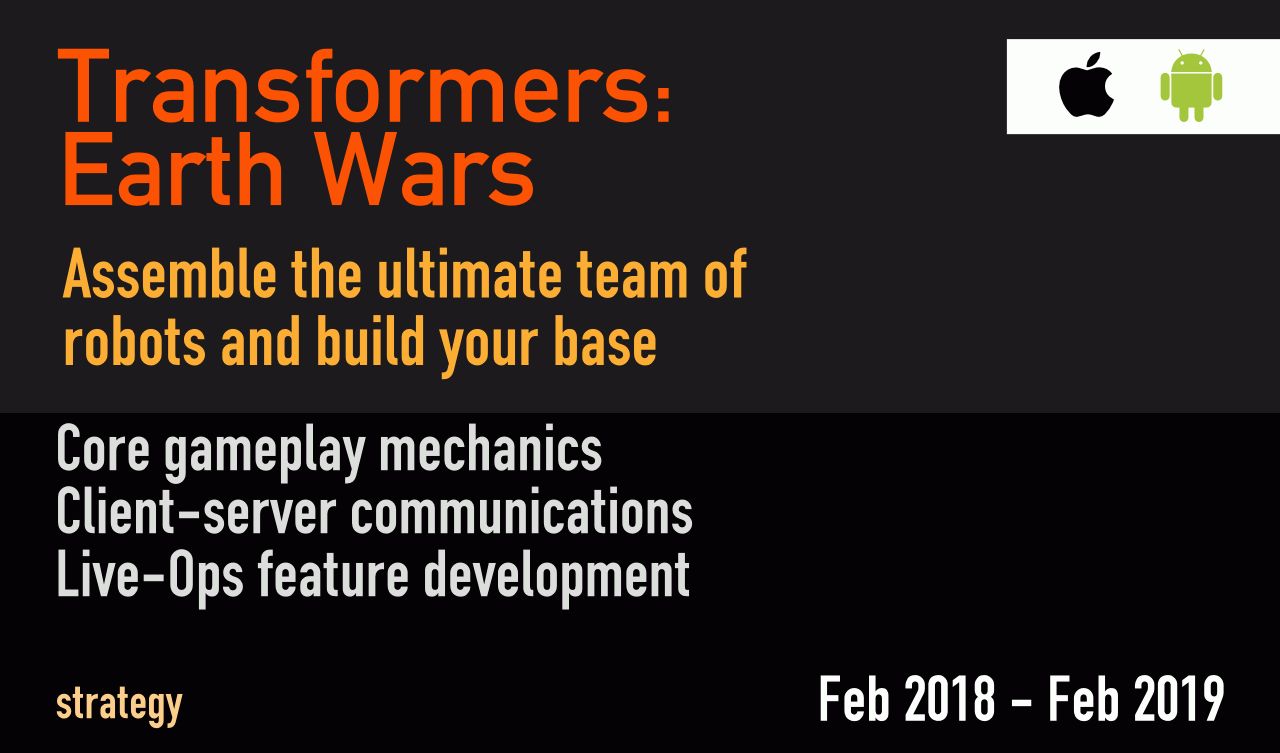 Transformers:
Earth Wars
Assemble the ultimate team of
robots and build your base
Core gameplay mechanics
Client-server communications
Live-Ops feature development
strategy
Feb 2018 - Feb 2019